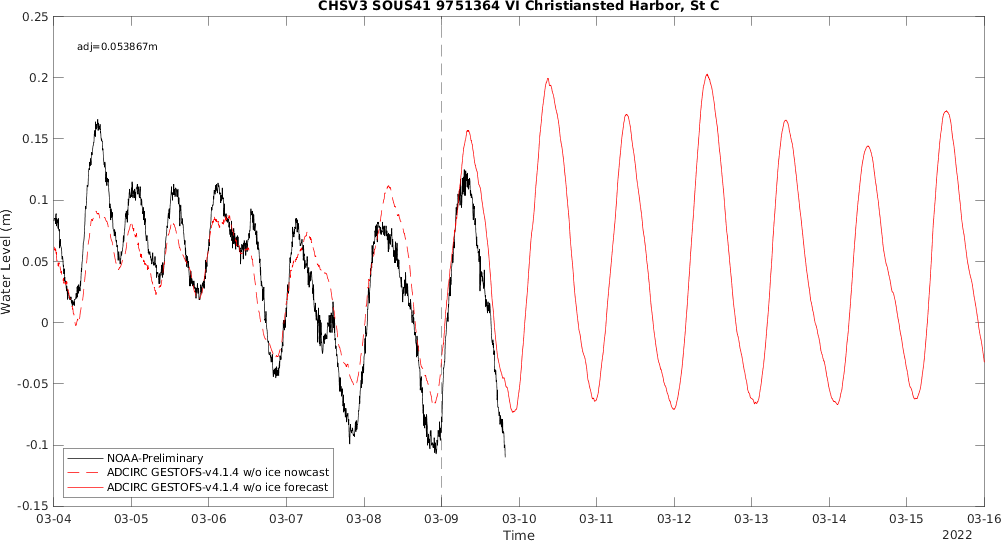 CHSV3 SOUS41 9751364 VI Christiansted Harbor, St C
adj=0.053867m
0.25
0.2
0.15
0.1
0.05
0
-0.05
-0.1
-0.15
Water Level (m)
NOAA-Preliminary
ADCIRC GESTOFS-v4.1.4 w/o ice nowcast
ADCIRC GESTOFS-v4.1.4 w/o ice forecast
03-04 03-05 03-06 03-07 03-08 03-09 03-10 03-11 03-12 03-13 03-14 03-15 03-16
Time
2022